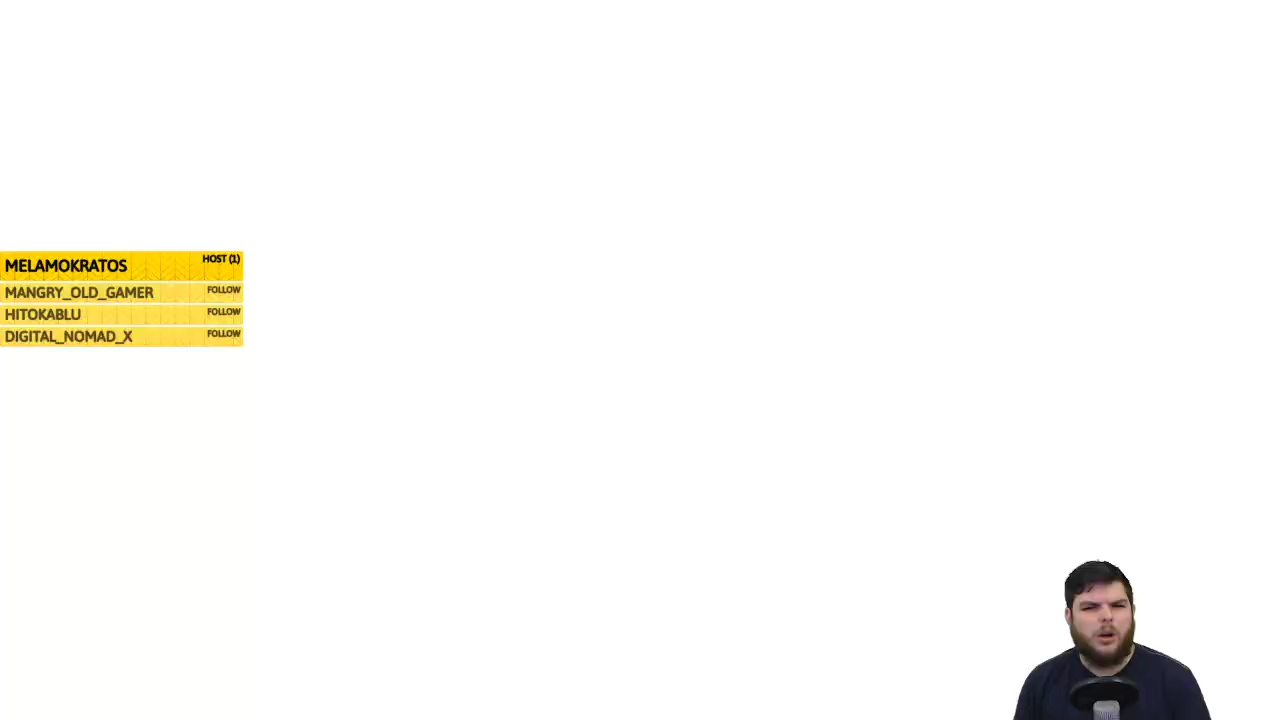 MELAMOKRATOS HOST (1)
MANGRY_OLD_GAMER FOLLOW
HITOKABLU FOLLOW
DIGITAL_NOMAD_X FOLLOW